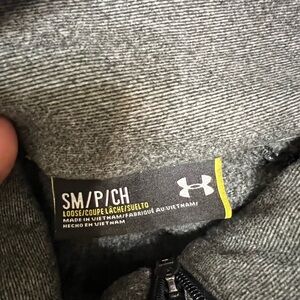 SM/P/CH
LOOSE/COUPE LÂCHE/SUELTO
MADE IN VIETNAM/FABRIQUÉ AU VIETNAM/
HECHO EN VIETNAM